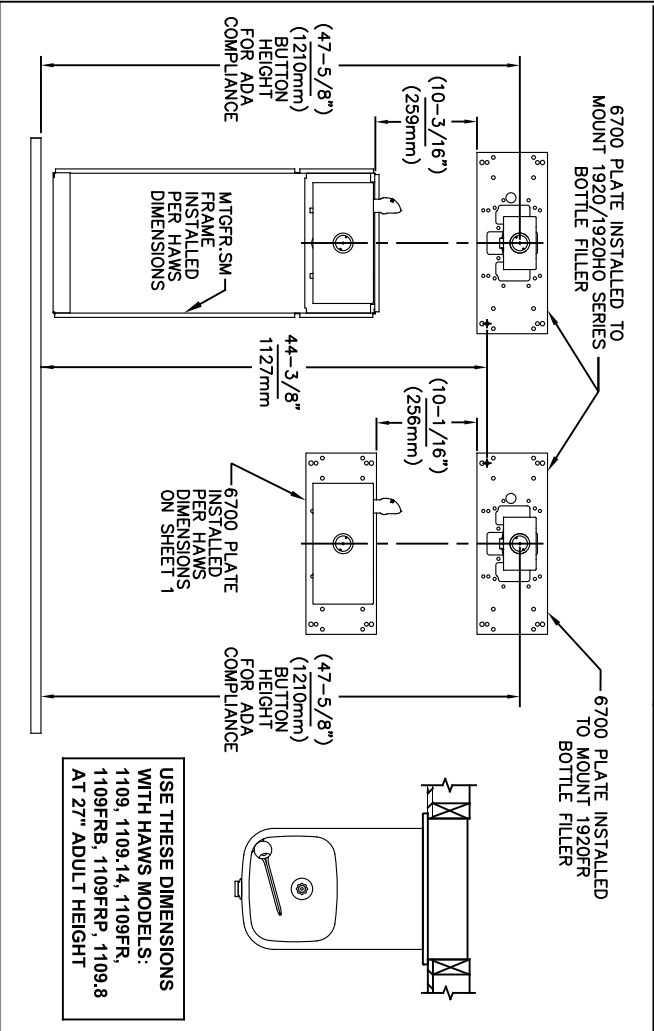 6700 PLATE INSTALLED TO
MOUNT 1920/1920HO SERIES
BOTTLE FILLER
6700 PLATE INSTALLED
TO MOUNT 1920FR
BOTTLE FILLER
(47-5/8")
(1210mm)
BUTTON
HEIGHT
FOR ADA
COMPLIANCE
(10-3/16")
(259mm)
MTGFR.SM
FRAME
INSTALLED
PER HAWS
DIMENSIONS
44-3/8"
1127mm
(10-1/16")
(256mm)
6700 PLATE
INSTALLED
PER HAWS
DIMENSIONS
ON SHEET 1
(47-5/8")
(1210mm)
BUTTON
HEIGHT
FOR ADA
COMPLIANCE
USE THESE DIMENSIONS
WITH HAWS MODELS:
1109, 1109.14, 1109FR,
1109FRB, 1109FRP, 1109.8
AT 27" ADULT HEIGHT